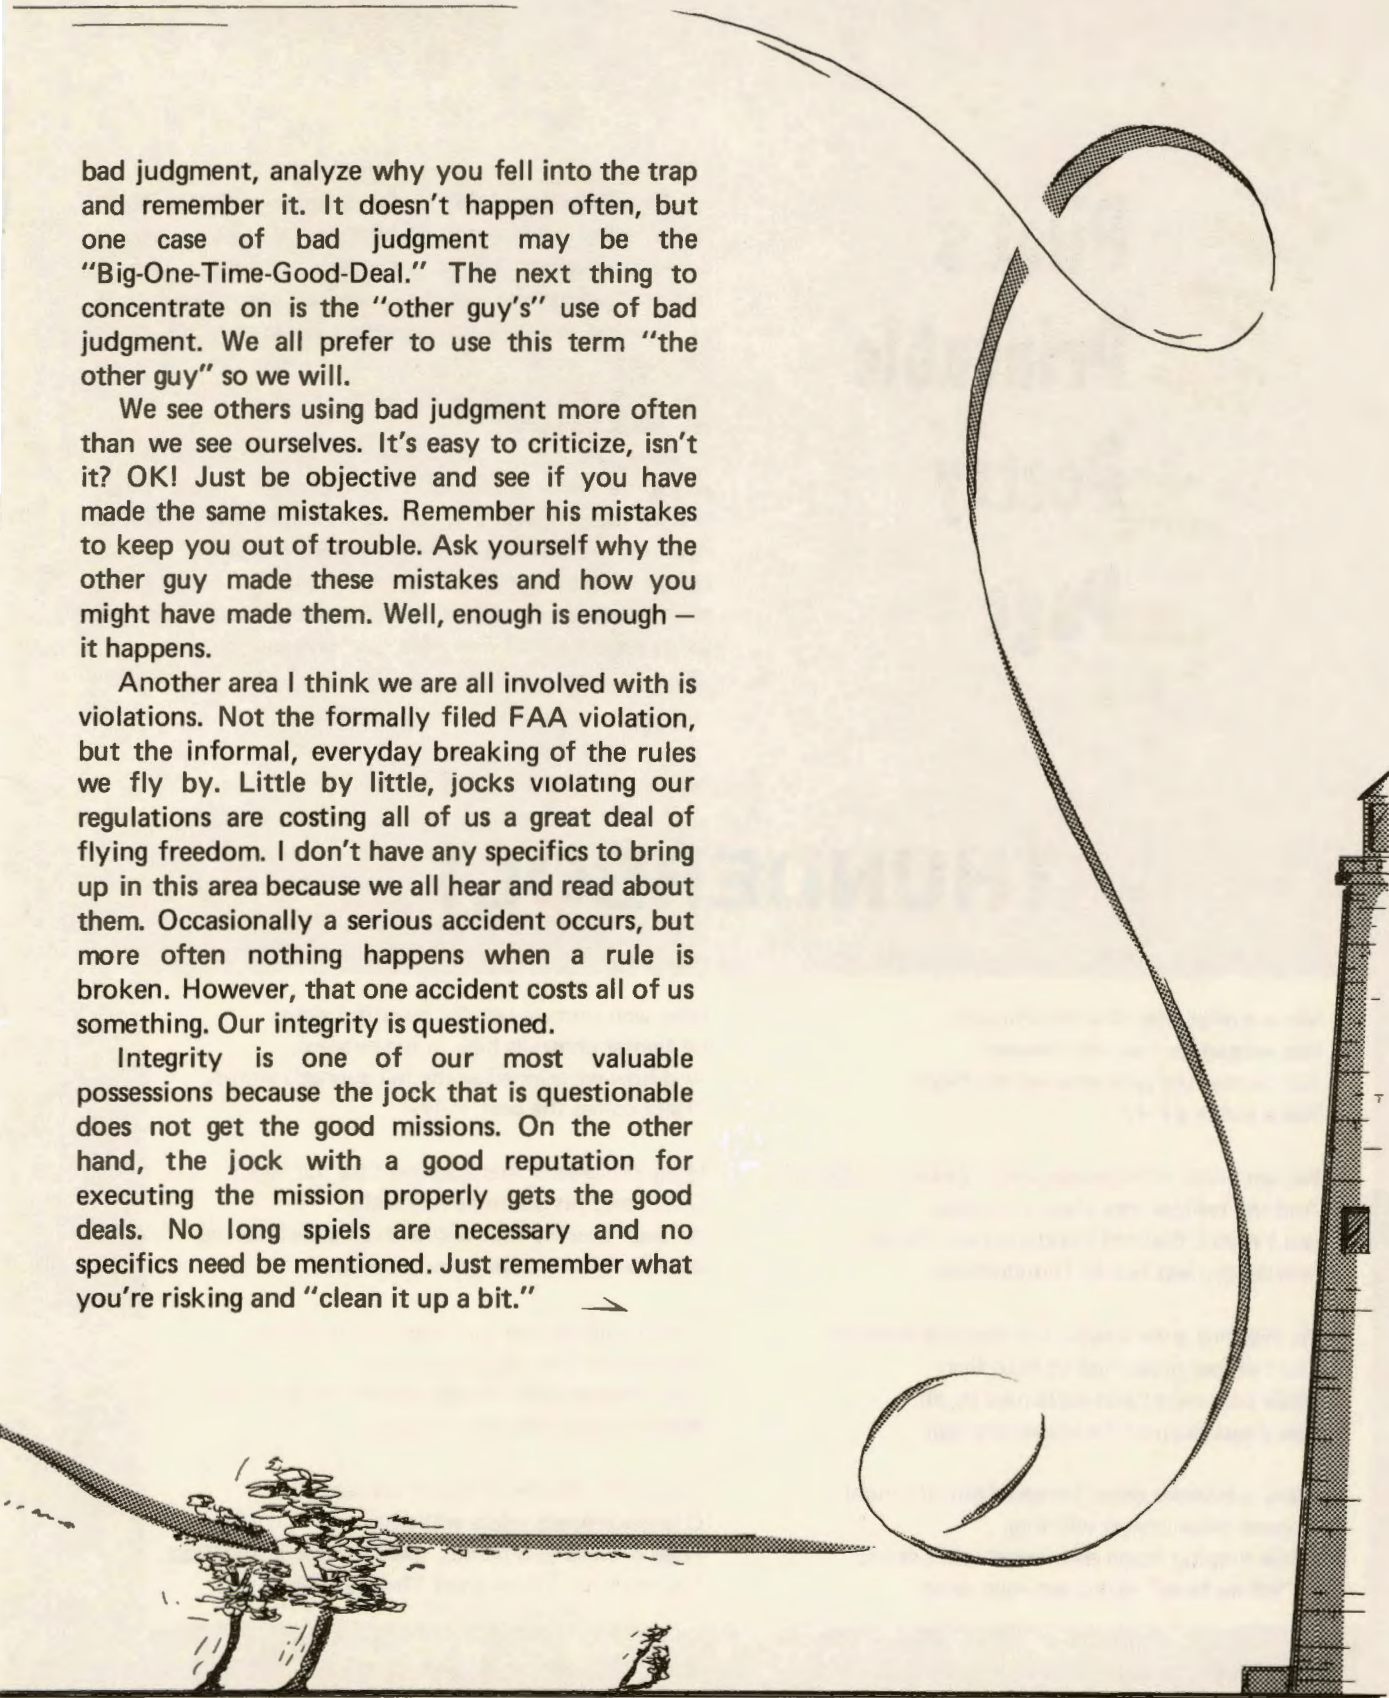 bad judgment, analyze why you fell into the trap
and remember it. It doesn't happen often, but
one case of bad judgment may be the
"Big-One-Time-Good-Deal." The next thing to
concentrate on is the "other guy's" use of bad
judgment. We all prefer to use this term "the
other guy" so we will.
We see others using bad judgment more often
than we see ourselves. It's easy to criticize, isn't
it? OK! Just be objective and see if you have
made the same mistakes. Remember his mistakes
to keep you out of trouble. Ask yourself why the
other guy made these mistakes and how you
might have made them. Well, enough is enough —
it happens.
Another area I think we are all involved with is
violations. Not the formally filed FAA violation,
but the informal, everyday breaking of the rules
we fly by. Little by little, jocks violating our
regulations are costing all of us a great deal of
flying freedom. I don't have any specifics to bring
up in this area because we all hear and read about
them. Occasionally a serious accident occurs, but
more often nothing happens when a rule is
broken. However, that one accident costs all of us
something. Our integrity is questioned.
Integrity is one of our most valuable
possessions because the jock that is questionable
does not get the good missions. On the other
hand, the jock with a good reputation for
executing the mission properly gets the good
deals. No long spiels are necessary and no
specifics need be mentioned. Just remember what
you're risking and "clean it up a bit."